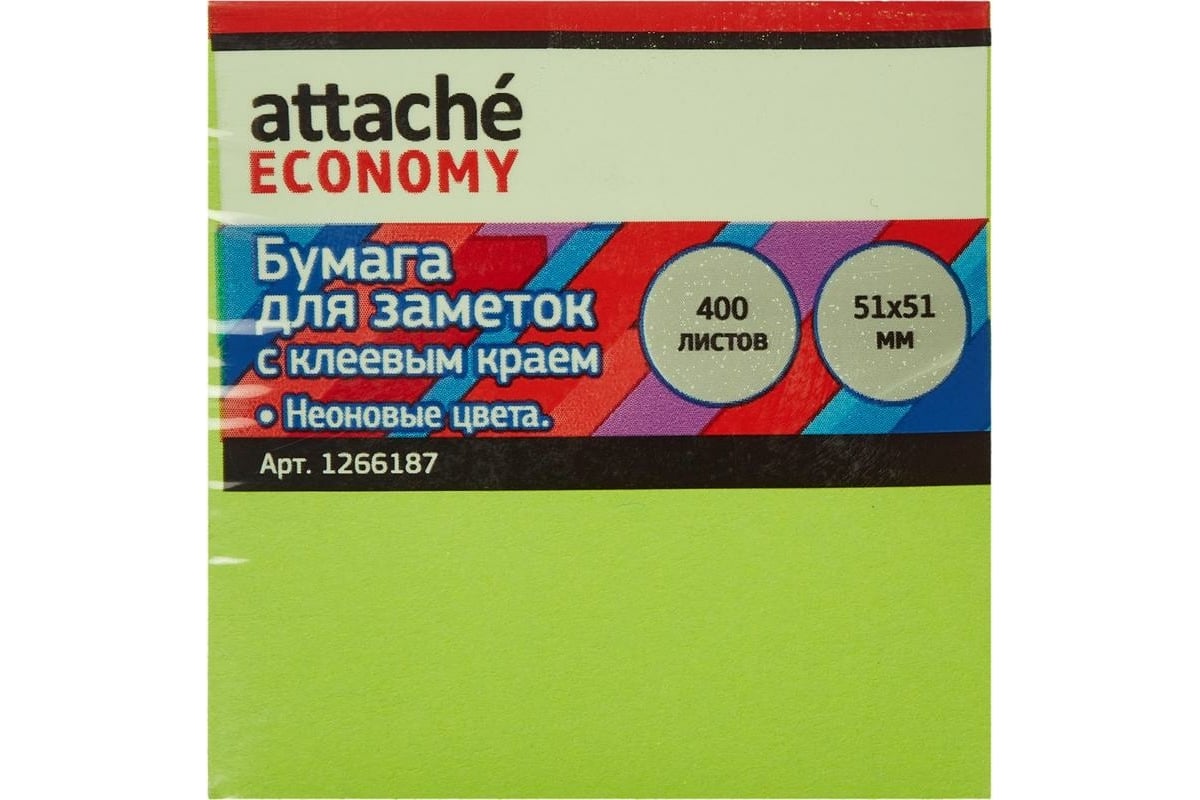 attaché
ECONOMY
Бумага
для заметок
с клеевым краем
• Неоновые цвета.
400
листов
51x51
мм
Арт. 1266187